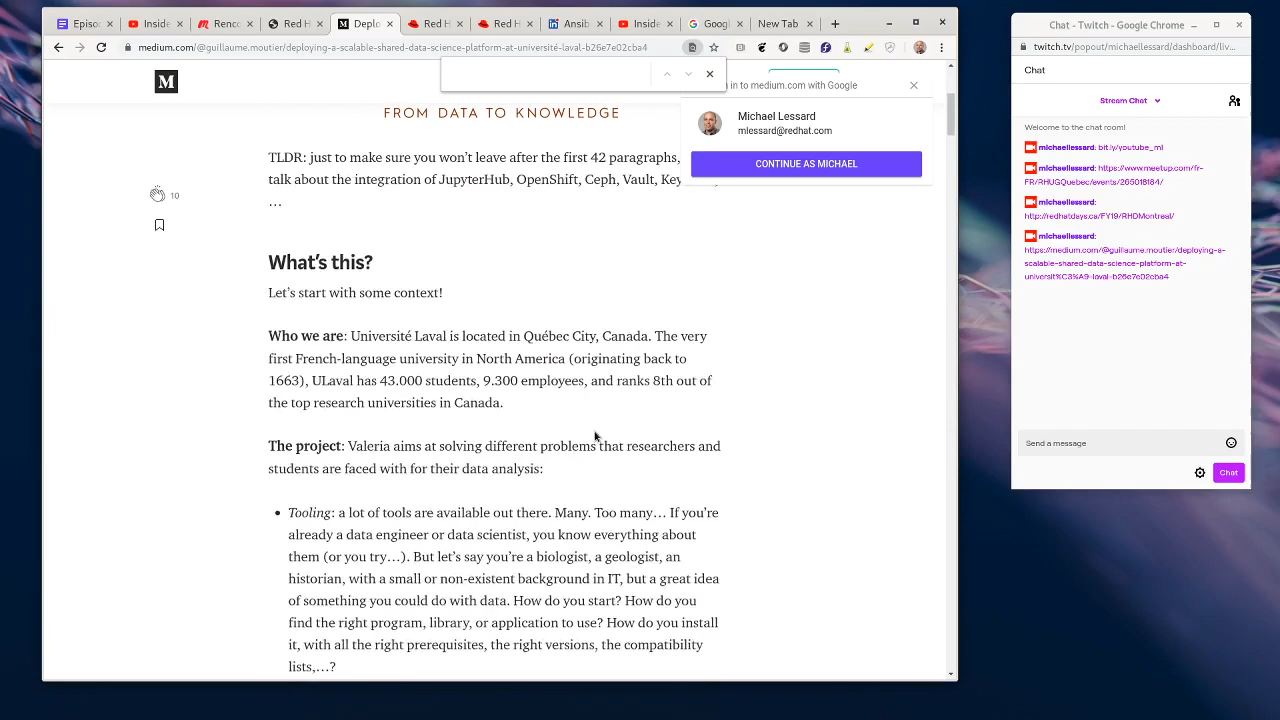 Chat - Twitch - Google Chrome
Episod
Inside
Renco
Red H
Deplo
Red H
Red H
Ansib
Inside
Googl
New Tab
medium.com/@guillaume.moutier/deploying-a-scalable-shared-data-science-platform-at-universite-laval-b26e7e02cba4
twitch.tv/popout/michaellessard/dashboard/liv...
M
in to medium.com with Google
Michael Lessard
mlessard@redhat.com
CONTINUE AS MICHAEL
FROM DATA TO KNOWLEDGE
TLDR: just to make sure you won't leave after the first 42 paragraphs,
talk about the integration of JupyterHub, OpenShift, Ceph, Vault,
…
10
What's this?
Let's start with some context!
Who we are: Université Laval is located in Québec City, Canada. The very
first French-language university in North America (originating back to
1663), ULaval has 43.000 students, 9.300 employees, and ranks 8th out of
the top research universities in Canada.
The project: Valeria aims at solving different problems that researchers and
students are faced with for their data analysis:
• Tooling: a lot of tools are available out there. Many. Too many… If you're
already a data engineer or data scientist, you know everything about
them (or you try…). But let's say you're a biologist, a geologist, an
historian, with a small or non-existent background in IT, but a great idea
of something you could do with data. How do you start? How do you
find the right program, library, or application to use? How do you install
it, with all the right prerequisites, the right versions, the compatibility
lists,…?
Chat
Stream Chat
Welcome to the chat room!
michaellessard: bit.ly/youtube_ml
michaellessard: https://www.meetup.com/fr-
FR/RHUGQuebec/events/265018184/
michaellessard:
http://redhatdays.ca/FY19/RHDMontreal/
michaellessard:
https://medium.com/@guillaume.moutier/deploying-a-
scalable-shared-data-science-platform-at-
universit%C3%A9-laval-b26e7e02cba4
Send a message
Chat